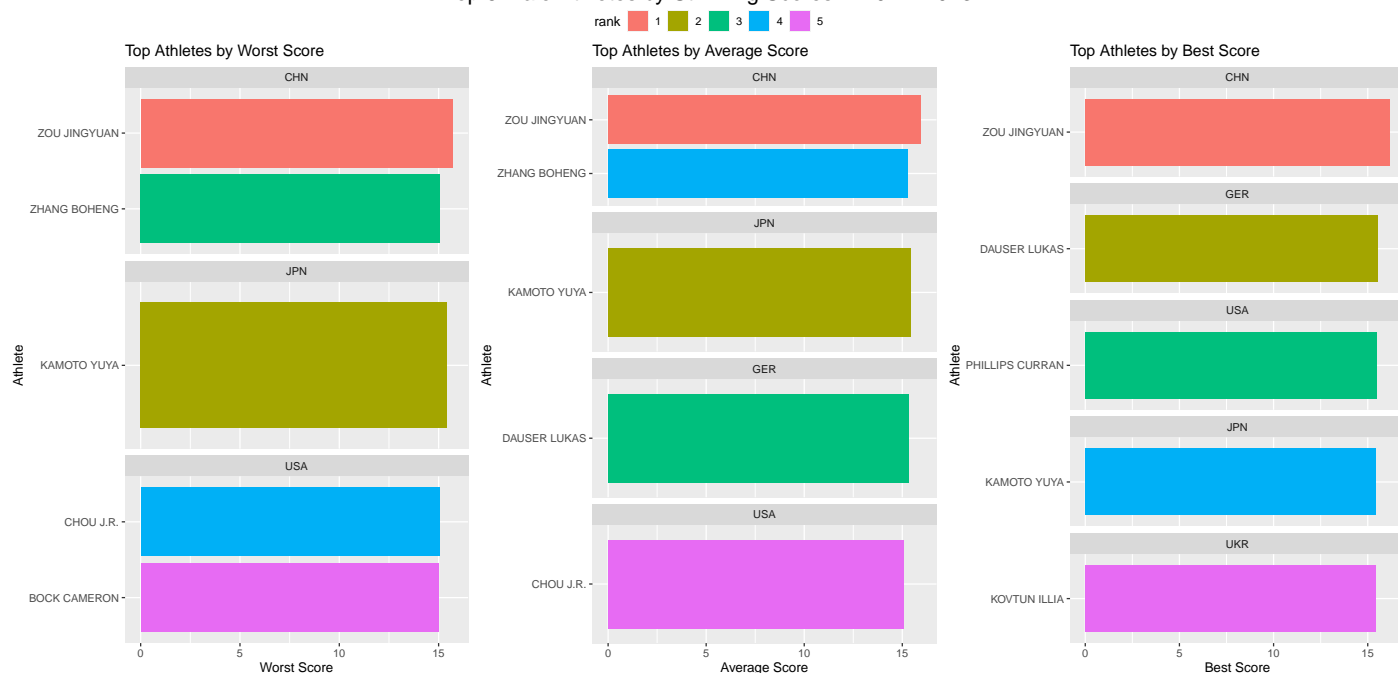 rank 1 2 3 4 5
Top Athletes by Worst Score
CHN
ZOU JINGYUAN
ZHANG BOHENG
JPN
KAMOTO YUYA
USA
CHOU J.R.
BOCK CAMERON
0 5 10 15
Worst Score
Athlete
Top Athletes by Average Score
CHN
ZOU JINGYUAN
ZHANG BOHENG
JPN
KAMOTO YUYA
GER
DAUSER LUKAS
USA
CHOU J.R.
0 5 10 15
Average Score
Athlete
Top Athletes by Best Score
CHN
ZOU JINGYUAN
GER
DAUSER LUKAS
USA
PHILLIPS CURRAN
JPN
KAMOTO YUYA
UKR
KOVTUN ILLIA
0 5 10 15
Best Score
Athlete